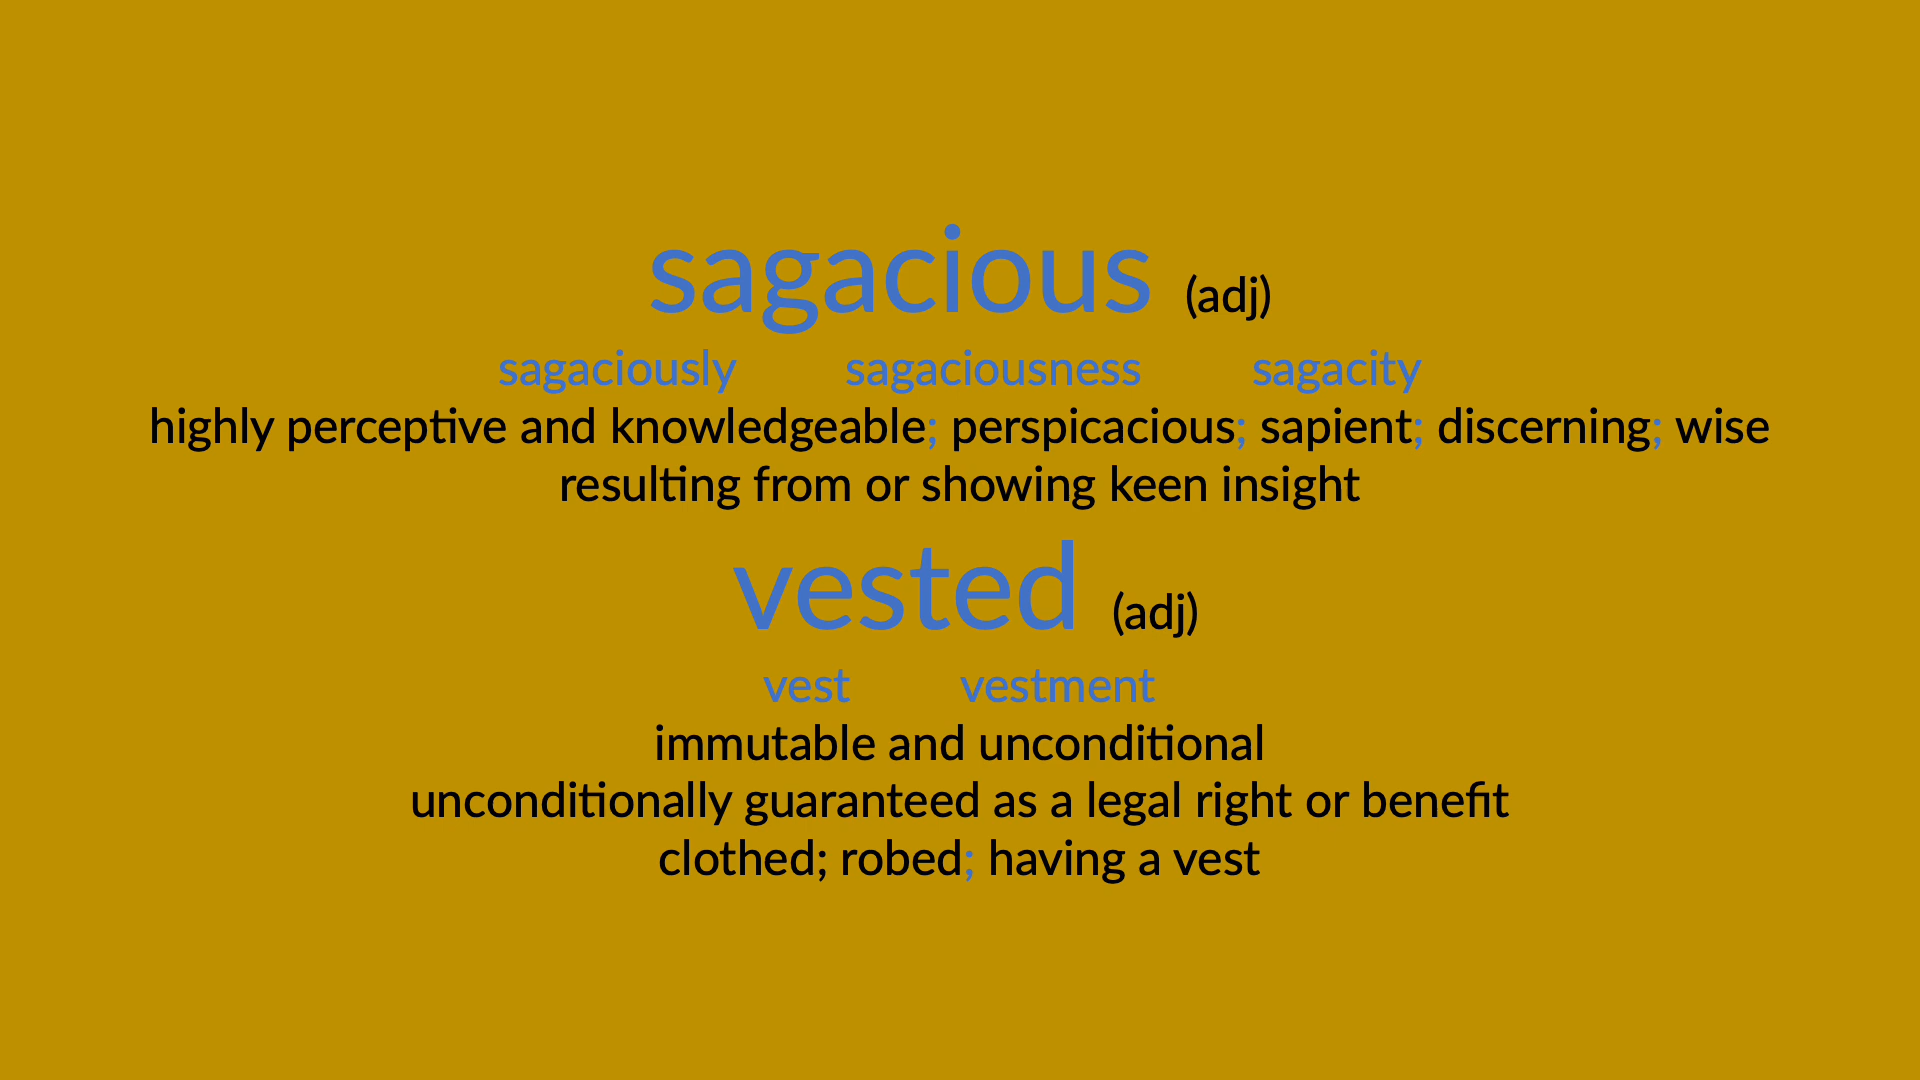 sagacious (adj)
sagaciously sagaciousness sagacity
highly perceptive and knowledgeable; perspicacious; sapient; discerning; wise
resulting from or showing keen insight
vested (adj)
vest vestment
immutable and unconditional
unconditionally guaranteed as a legal right or benefit
clothed; robed; having a vest